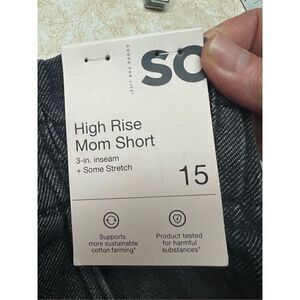 SO
GOODS FOR LIFE.
High Rise
Mom Short
3-in. inseam
+ Some Stretch
15
Supports
more sustainable
cotton farming*
Product tested
for harmful
substances*